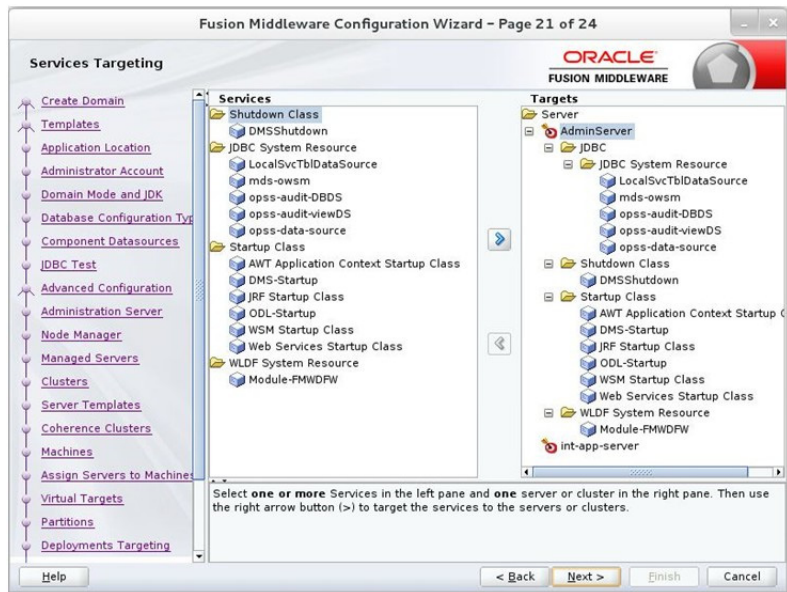 Fusion Middleware Configuration Wizard - Page 21 of 24
Services Targeting
ORACLE
FUSION MIDDLEWARE
Create Domain
Templates
Application Location
Administrator Account
Domain Mode and JDK
Database Configuration Typ
Component Datasources
JDBC Test
Advanced Configuration
Administration Server
Node Manager
Managed Servers
Clusters
Server Templates
Coherence Clusters
Machines
Assign Servers to Machines
Virtual Targets
Partitions
Deployments Targeting
Services
Shutdown Class
DMSShutdown
JDBC System Resource
LocalSvcTblDataSource
mds-owsm
opss-audit-DBDS
opss-audit-viewDS
opss-data-source
Startup Class
AWT Application Context Startup Class
DMS-Startup
JRF Startup Class
ODL-Startup
WSM Startup Class
Web Services Startup Class
WLDF System Resource
Module-FMWDFW
Targets
Server
AdminServer
JDBC
JDBC System Resource
LocalSvcTblDataSource
mds-owsm
opss-audit-DBDS
opss-audit-viewDS
opss-data-source
Shutdown Class
DMSShutdown
Startup Class
AWT Application Context Startup
DMS-Startup
JRF Startup Class
ODL-Startup
WSM Startup Class
Web Services Startup Class
WLDF System Resource
Module-FMWDFW
int-app-server
Select one or more Services in the left pane and one server or cluster in the right pane. Then use
the right arrow button (>) to target the services to the servers or clusters.
Help
< Back
Next >
Finish
Cancel